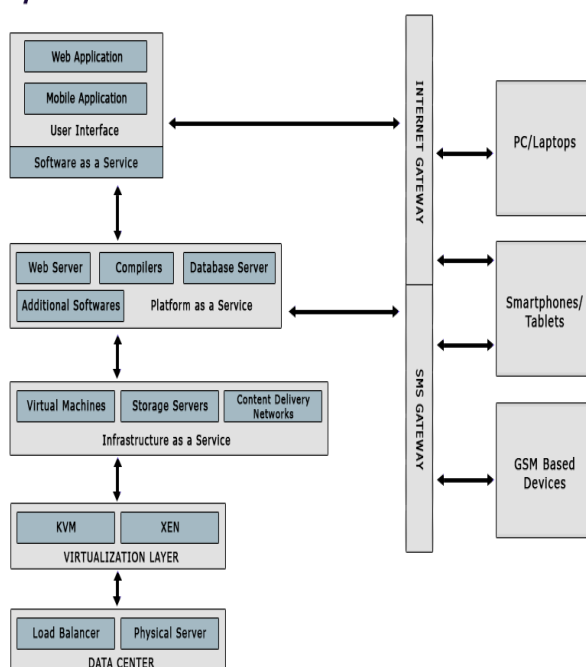 Web Application
Mobile Application
User Interface
Software as a Service
Web Server
Compilers
Database Server
Additional Softwares
Platform as a Service
Virtual Machines
Storage Servers
Content Delivery
Networks
Infrastructure as a Service
KVM
XEN
VIRTUALIZATION LAYER
Load Balancer
Physical Server
DATA CENTER
INTERNET GATEWAY
SMS GATEWAY
PC/Laptops
Smartphones/
Tablets
GSM Based
Devices